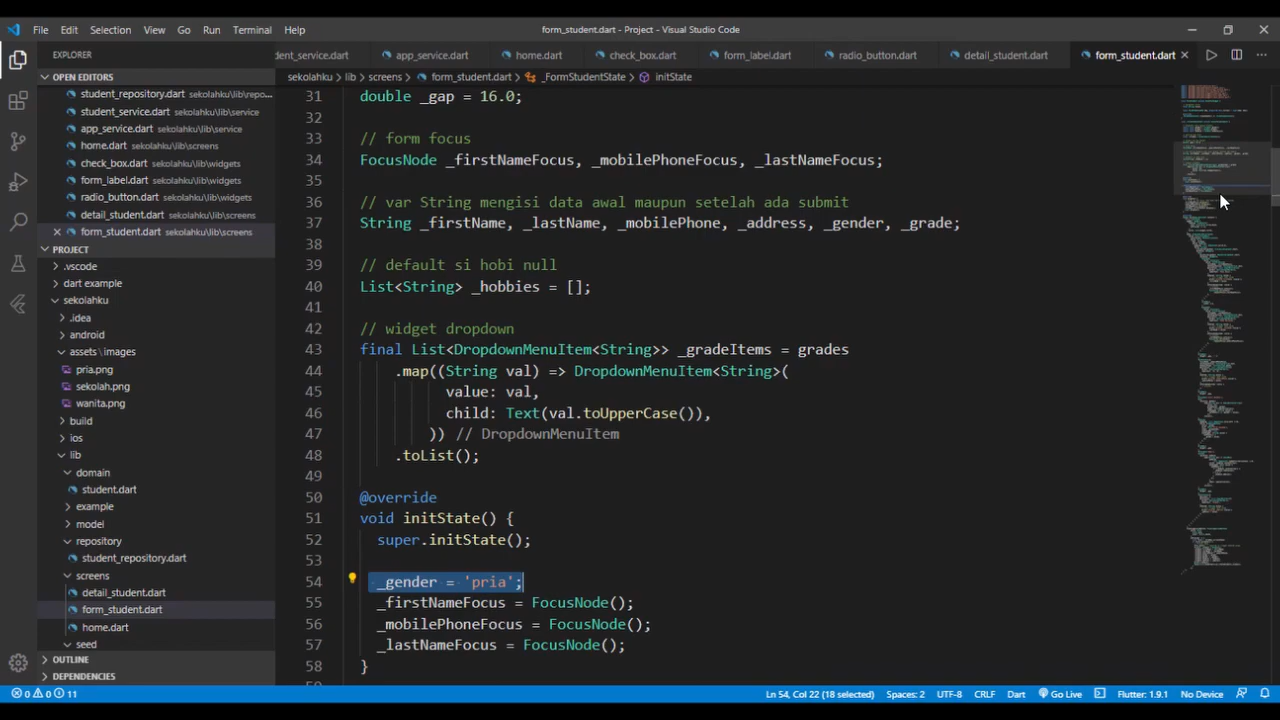 File Edit Selection View Go Run Terminal Help
form_student.dart - Project - Visual Studio Code
EXPLORER
dent_service.dart app_service.dart home.dart check_box.dart form_label.dart radio_button.dart detail_student.dart form_student.dart
OPEN EDITORS
student_repository.dart sekolahku\lib\repo...
student_service.dart sekolahku\lib\service
app_service.dart sekolahku\lib\service
home.dart sekolahku\lib\screens
check_box.dart sekolahku\lib\widgets
form_label.dart sekolahku\lib\widgets
radio_button.dart sekolahku\lib\widgets
detail_student.dart sekolahku\lib\screens
form_student.dart sekolahku\lib\screens
PROJECT
.vscode
dart example
sekolahku
.idea
android
assets\images
pria.png
sekolah.png
wanita.png
build
ios
lib
domain
student.dart
example
model
repository
student_repository.dart
screens
detail_student.dart
form_student.dart
home.dart
seed
OUTLINE
DEPENDENCIES
sekolahku > lib > screens > form_student.dart > _FormStudentState > initState
31 double _gap = 16.0;
32
33 // form focus
34 FocusNode _firstNameFocus, _mobilePhoneFocus, _lastNameFocus;
35
36 // var String mengisi data awal maupun setelah ada submit
37 String _firstName, _lastName, _mobilePhone, _address, _gender, _grade;
38
39 // default si hobi null
40 List<String> _hobbies = [];
41
42 // widget dropdown
43 final List<DropdownMenuItem<String>> _gradeItems = grades
44 .map((String val) => DropdownMenuItem<String>(
45 value: val,
46 child: Text(val.toUpperCase()),
47 )) // DropdownMenuItem
48 .toList();
49
50 @override
51 void initState() {
52 super.initState();
53
54 _gender = 'pria';
55 _firstNameFocus = FocusNode();
56 _mobilePhoneFocus = FocusNode();
57 _lastNameFocus = FocusNode();
58 }
0 0 11 Ln 54, Col 22 (18 selected) Spaces: 2 UTF-8 CRLF Dart Go Live Flutter: 1.9.1 No Device